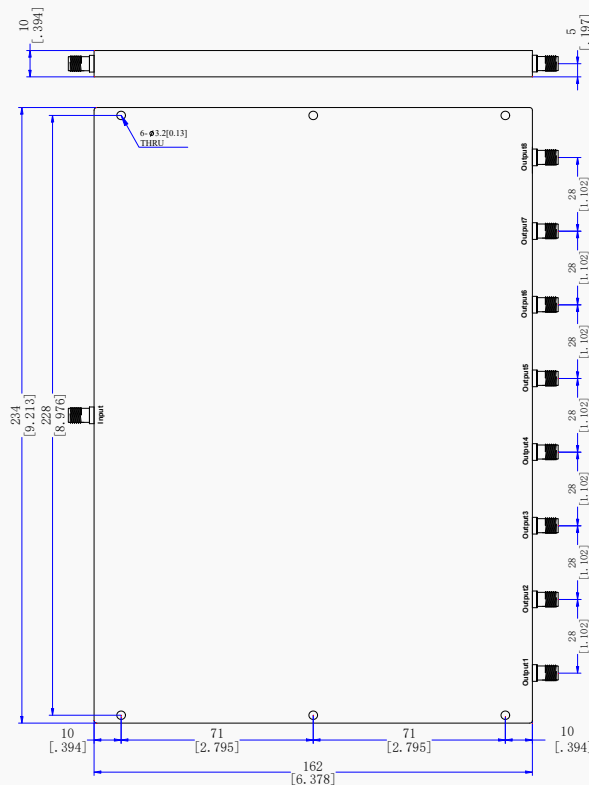 10
[.394]
5
[.197]
6-ϕ3.2[0.13]
THRU
Output8
28
[1.102]
Output7
28
[1.102]
Output6
28
[1.102]
Output5
28
[1.102]
Output4
28
[1.102]
Output3
28
[1.102]
Output2
28
[1.102]
Output1
Input
234
[9.213]
228
[8.976]
10
[.394]
71
[2.795]
71
[2.795]
10
[.394]
162
[6.378]